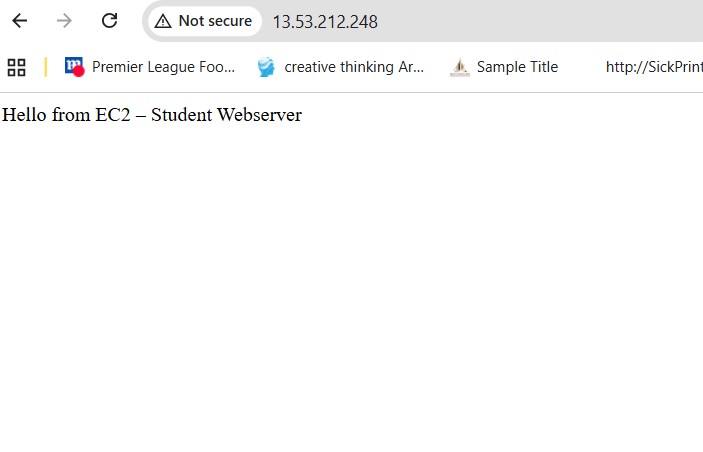 Not secure 13.53.212.248
Premier League Foo... creative thinking Ar... Sample Title http://SickPrint
Hello from EC2 – Student Webserver